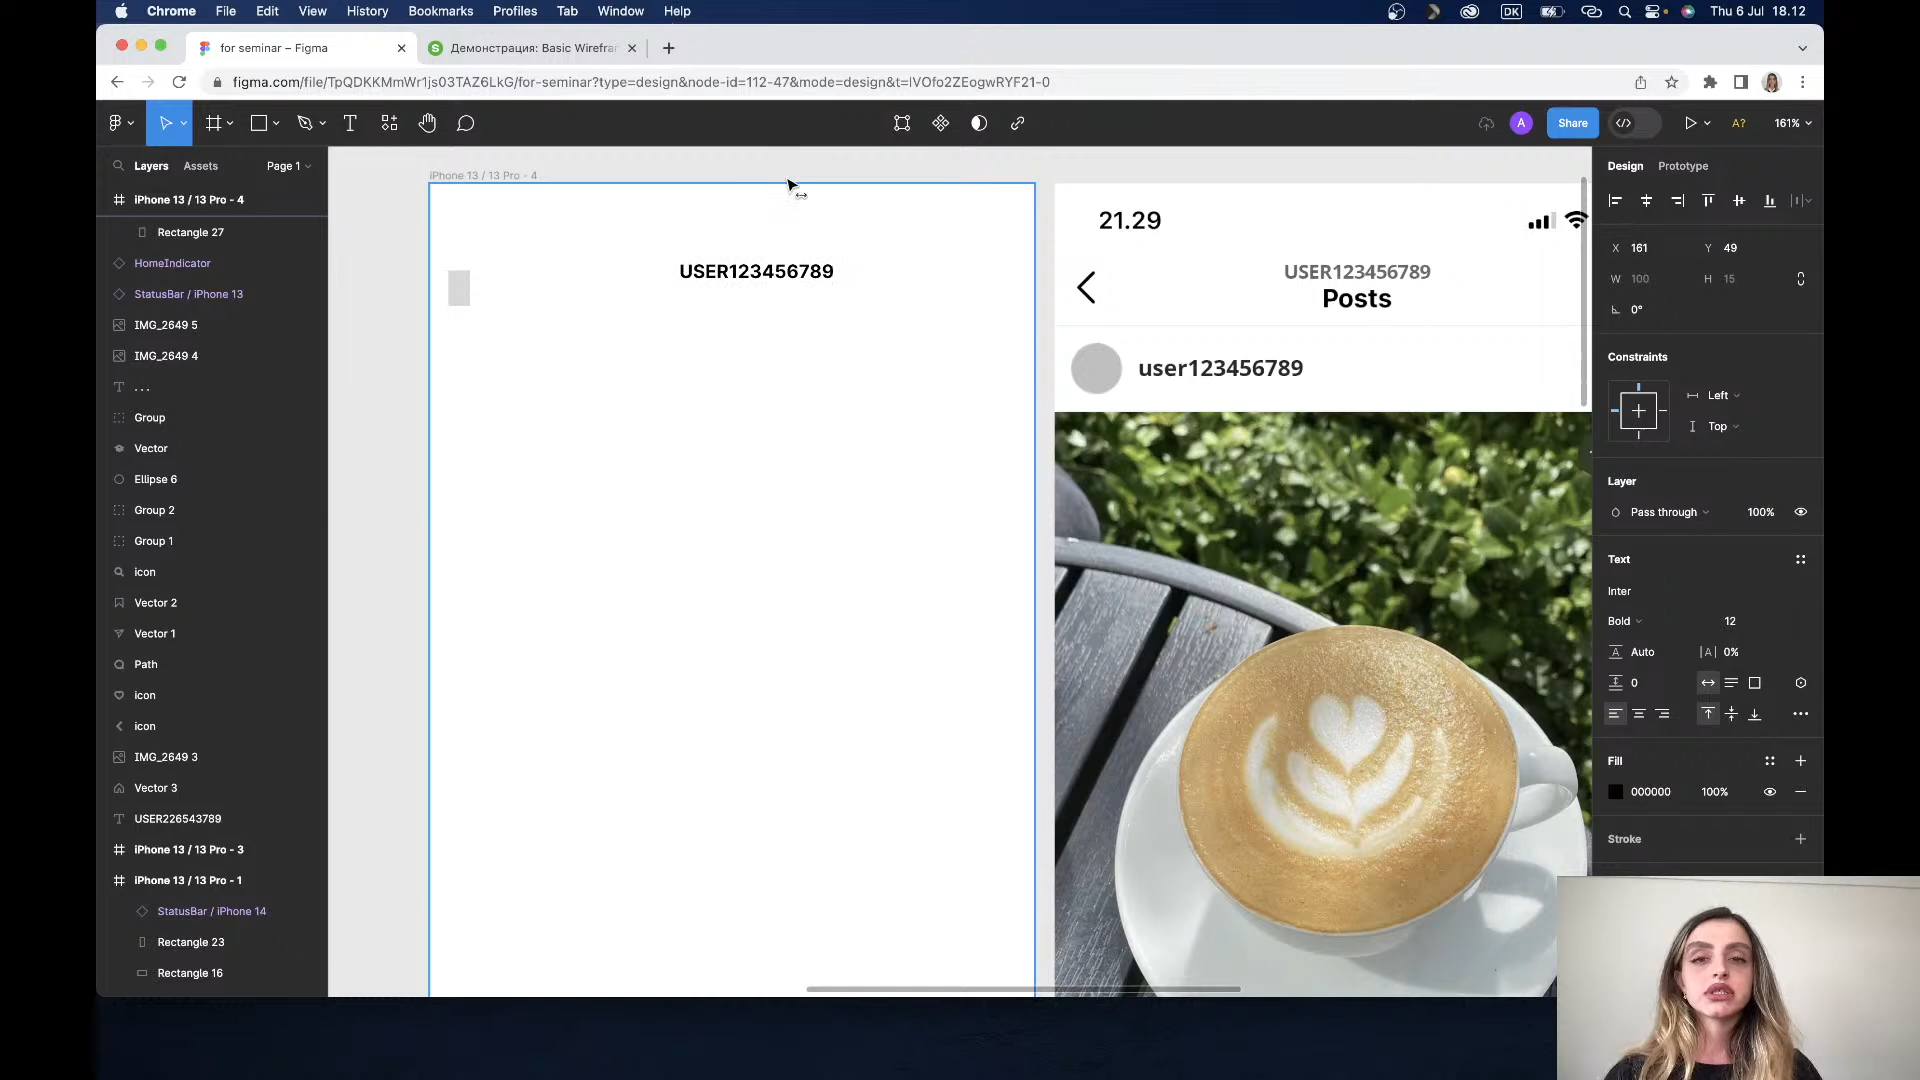 Chrome File Edit View History Bookmarks Profiles Tab Window Help DK Thu 6 Jul 18.12
for seminar – Figma
Демонстрация: Basic Wirefra
figma.com/file/TpQDKKMmWr1js03TAZ6LkG/for-seminar?type=design&node-id=112-47&mode=design&t=lVOfo2ZEogwRYF21-0
A Share A? 161%
Layers Assets Page 1
iPhone 13 / 13 Pro - 4
Rectangle 27
HomeIndicator
StatusBar / iPhone 13
IMG_2649 5
IMG_2649 4
...
Group
Vector
Ellipse 6
Group 2
Group 1
icon
Vector 2
Vector 1
Path
icon
icon
IMG_2649 3
Vector 3
USER226543789
iPhone 13 / 13 Pro - 3
iPhone 13 / 13 Pro - 1
StatusBar / iPhone 14
Rectangle 23
Rectangle 16
iPhone 13 / 13 Pro - 4
USER123456789
21.29
USER123456789
Posts
user123456789
Design Prototype
X 161 Y 49
W 100 H 15
0°
Constraints
Left
Top
Layer
Pass through 100%
Text
Inter
Bold 12
A Auto |A| 0%
0
Fill
000000 100%
Stroke